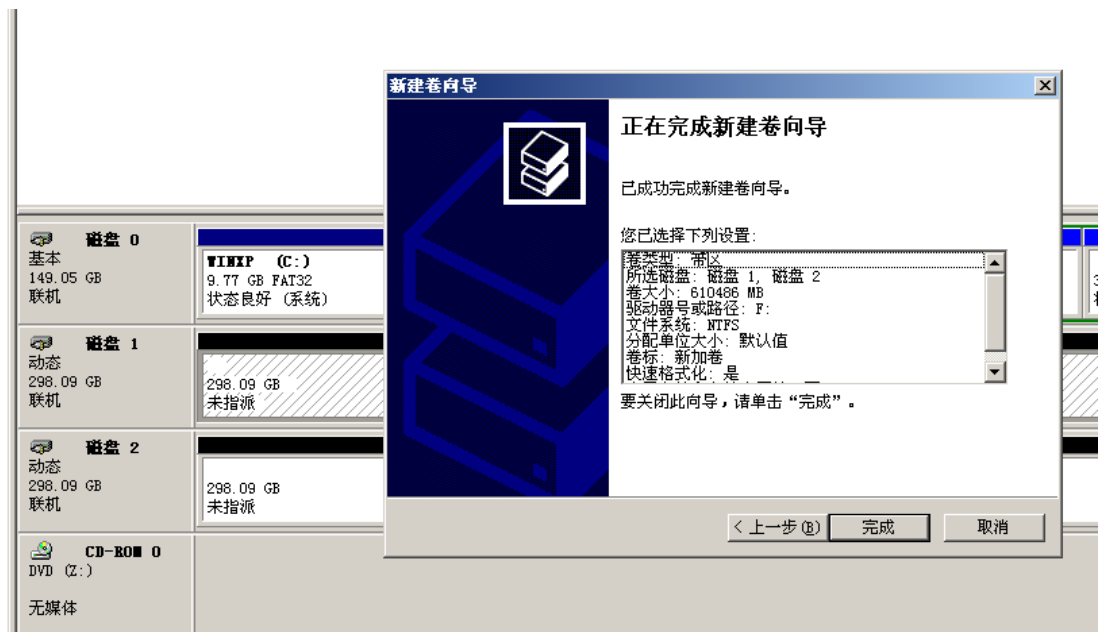 新建卷向导
正在完成新建卷向导
已成功完成新建卷向导。
您已选择下列设置:
卷类型: 带区
所选磁盘: 磁盘 1, 磁盘 2
卷大小: 610486 MB
驱动器号或路径: F:
文件系统: NTFS
分配单位大小: 默认值
卷标: 新加卷
快速格式化: 是
要关闭此向导,请单击“完成”。
< 上一步(B)
完成
取消
磁盘 0
基本
149.05 GB
联机
WINXP (C:)
9.77 GB FAT32
状态良好 (系统)
磁盘 1
动态
298.09 GB
联机
298.09 GB
未指派
磁盘 2
动态
298.09 GB
联机
298.09 GB
未指派
CD-ROM 0
DVD (Z:)
无媒体